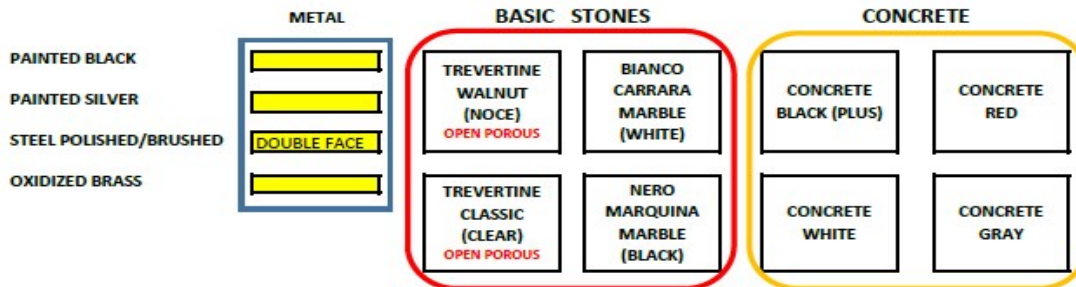 METAL
BASIC STONES
CONCRETE
PAINTED BLACK
PAINTED SILVER
STEEL POLISHED/BRUSHED
DOUBLE FACE
OXIDIZED BRASS
TREVERTINE
WALNUT
(NOCE)
OPEN POROUS
BIANCO
CARRARA
MARBLE
(WHITE)
TREVERTINE
CLASSIC
(CLEAR)
OPEN POROUS
NERO
MARQUINA
MARBLE
(BLACK)
CONCRETE
BLACK (PLUS)
CONCRETE
RED
CONCRETE
WHITE
CONCRETE
GRAY